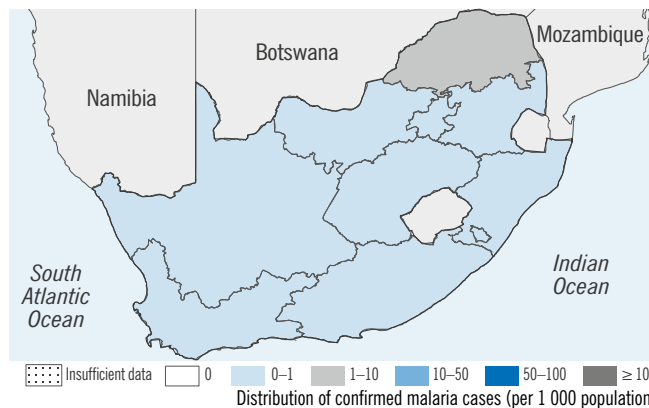 Mozambique
Botswana
Namibia
South
Atlantic
Ocean
Indian
Ocean
Insufficient data 0 0–1 1–10 10–50 50–100 ≥ 10
Distribution of confirmed malaria cases (per 1 000 population